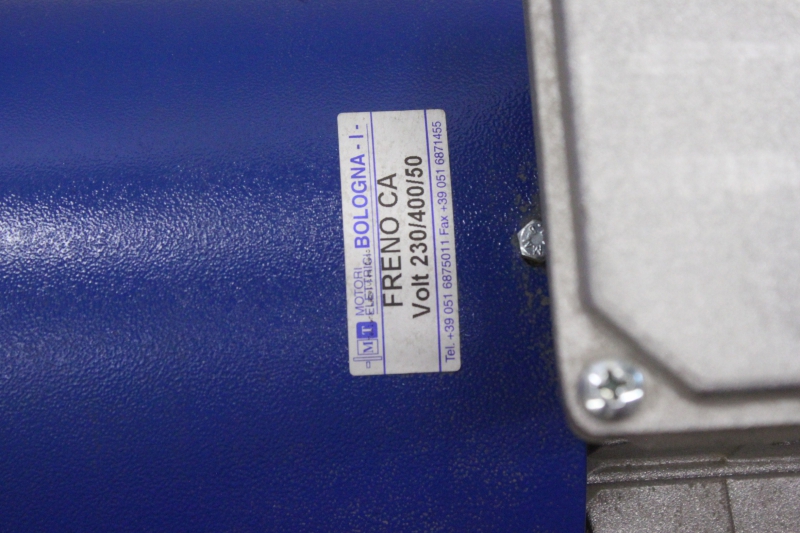 MT MOTORI
ELETTRICI BOLOGNA - I -
FRENO CA
Volt 230/400/50
Tel. +39 051 6875011 Fax +39 051 6871455